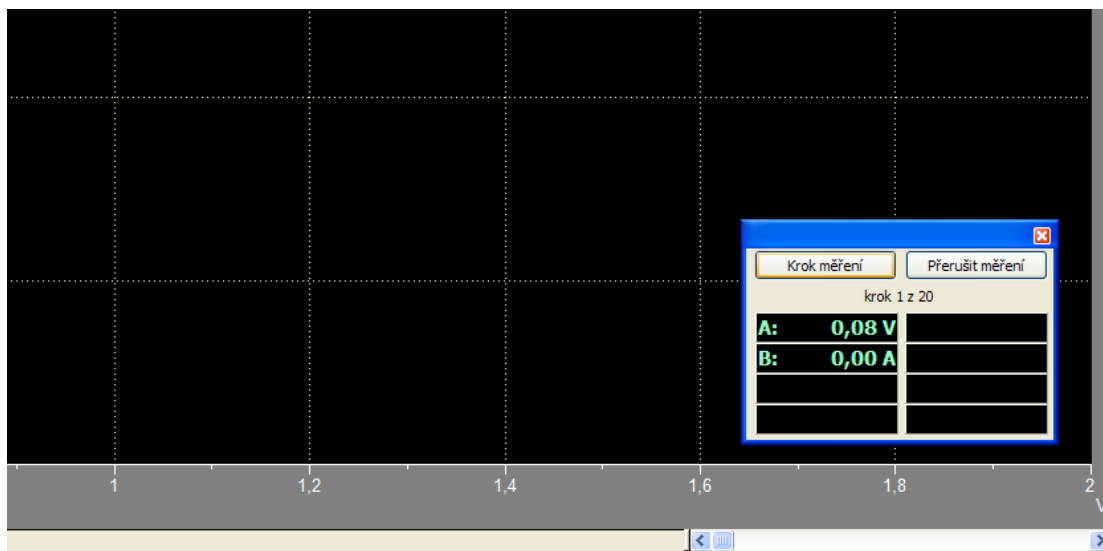 Krok měření Přerušit měření
krok 1 z 20
A: 0,08 V
B: 0,00 A
1 1,2 1,4 1,6 1,8 2
V